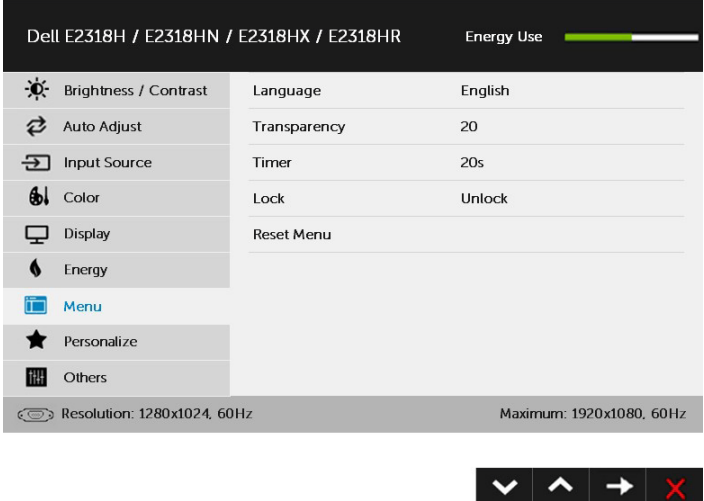 Dell E2318H / E2318HN / E2318HX / E2318HR Energy Use
Brightness / Contrast
Auto Adjust
Input Source
Color
Display
Energy
Menu
Personalize
Others
Language English
Transparency 20
Timer 20s
Lock Unlock
Reset Menu
Resolution: 1280x1024, 60Hz Maximum: 1920x1080, 60Hz